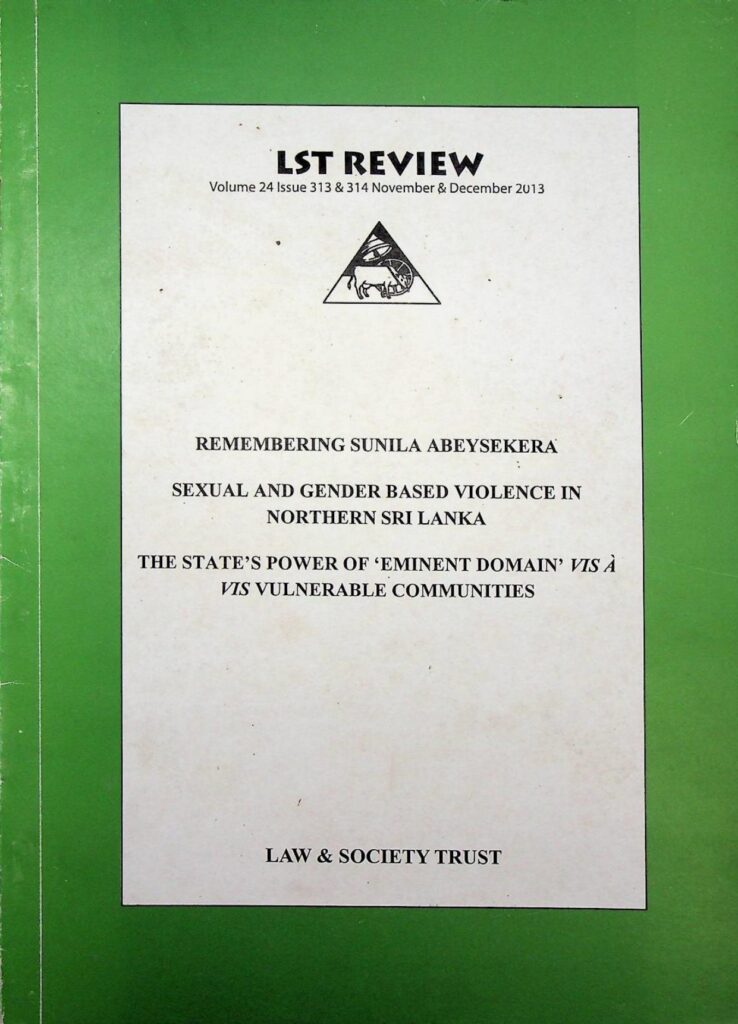 LST REVIEW
Volume 24 Issue 313 & 314 November & December 2013
REMEMBERING SUNILA ABEYSEKERA
SEXUAL AND GENDER BASED VIOLENCE IN
NORTHERN SRI LANKA
THE STATE'S POWER OF ‘EMINENT DOMAIN’ VIS À
VIS VULNERABLE COMMUNITIES
LAW & SOCIETY TRUST